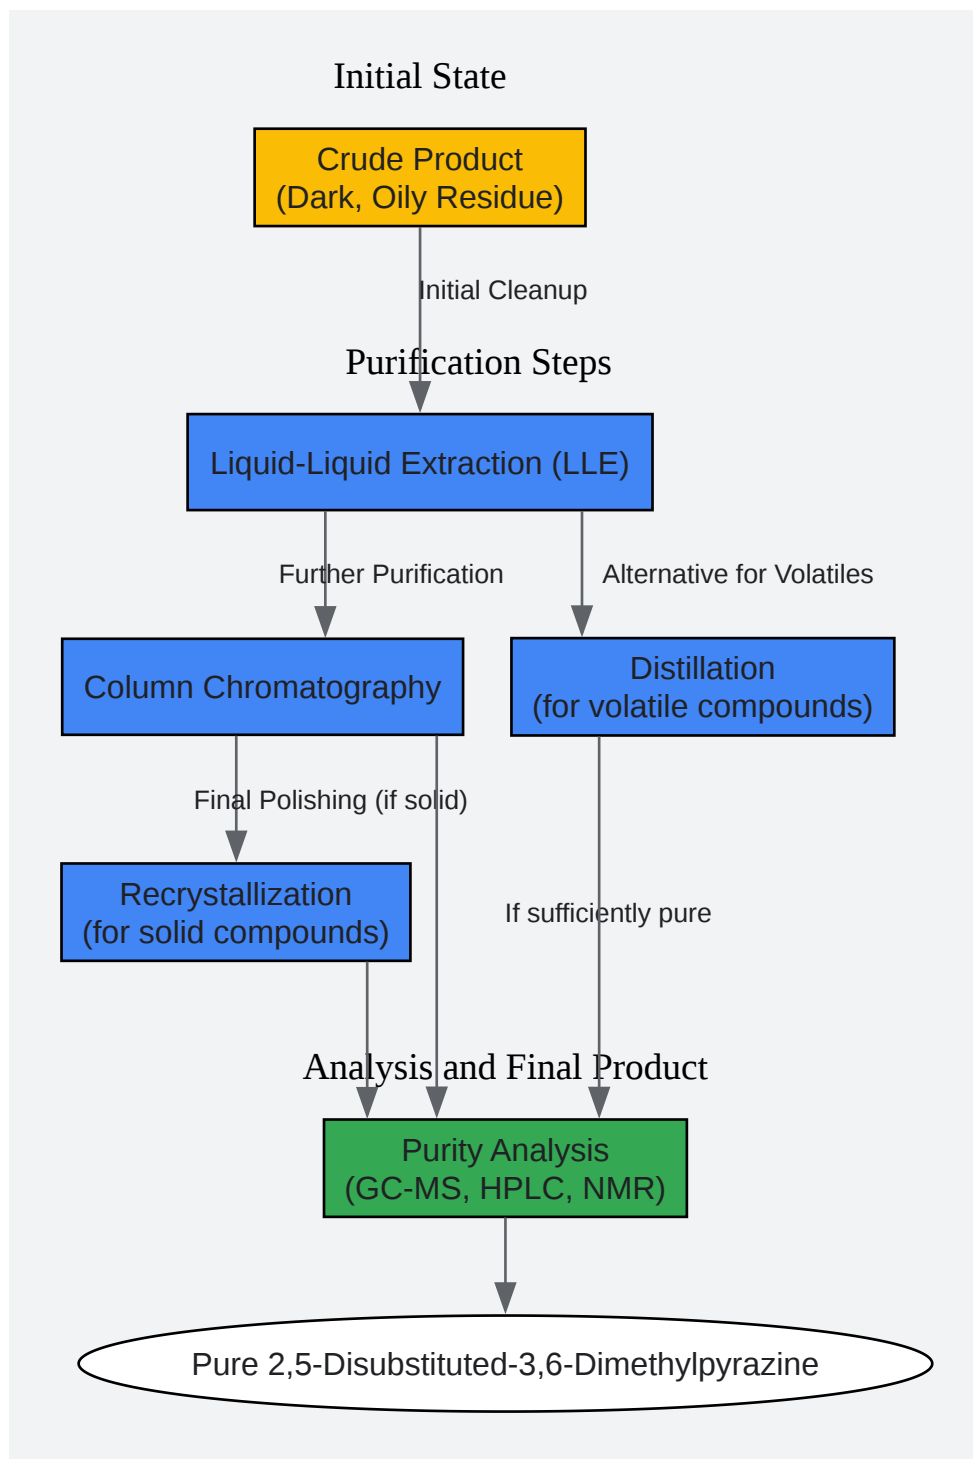 Initial State
Crude Product
(Dark, Oily Residue)
Initial Cleanup
Purification Steps
Liquid-Liquid Extraction (LLE)
Further Purification
Alternative for Volatiles
Column Chromatography
Distillation
(for volatile compounds)
Final Polishing (if solid)
Recrystallization
(for solid compounds)
If sufficiently pure
Analysis and Final Product
Purity Analysis
(GC-MS, HPLC, NMR)
Pure 2,5-Disubstituted-3,6-Dimethylpyrazine